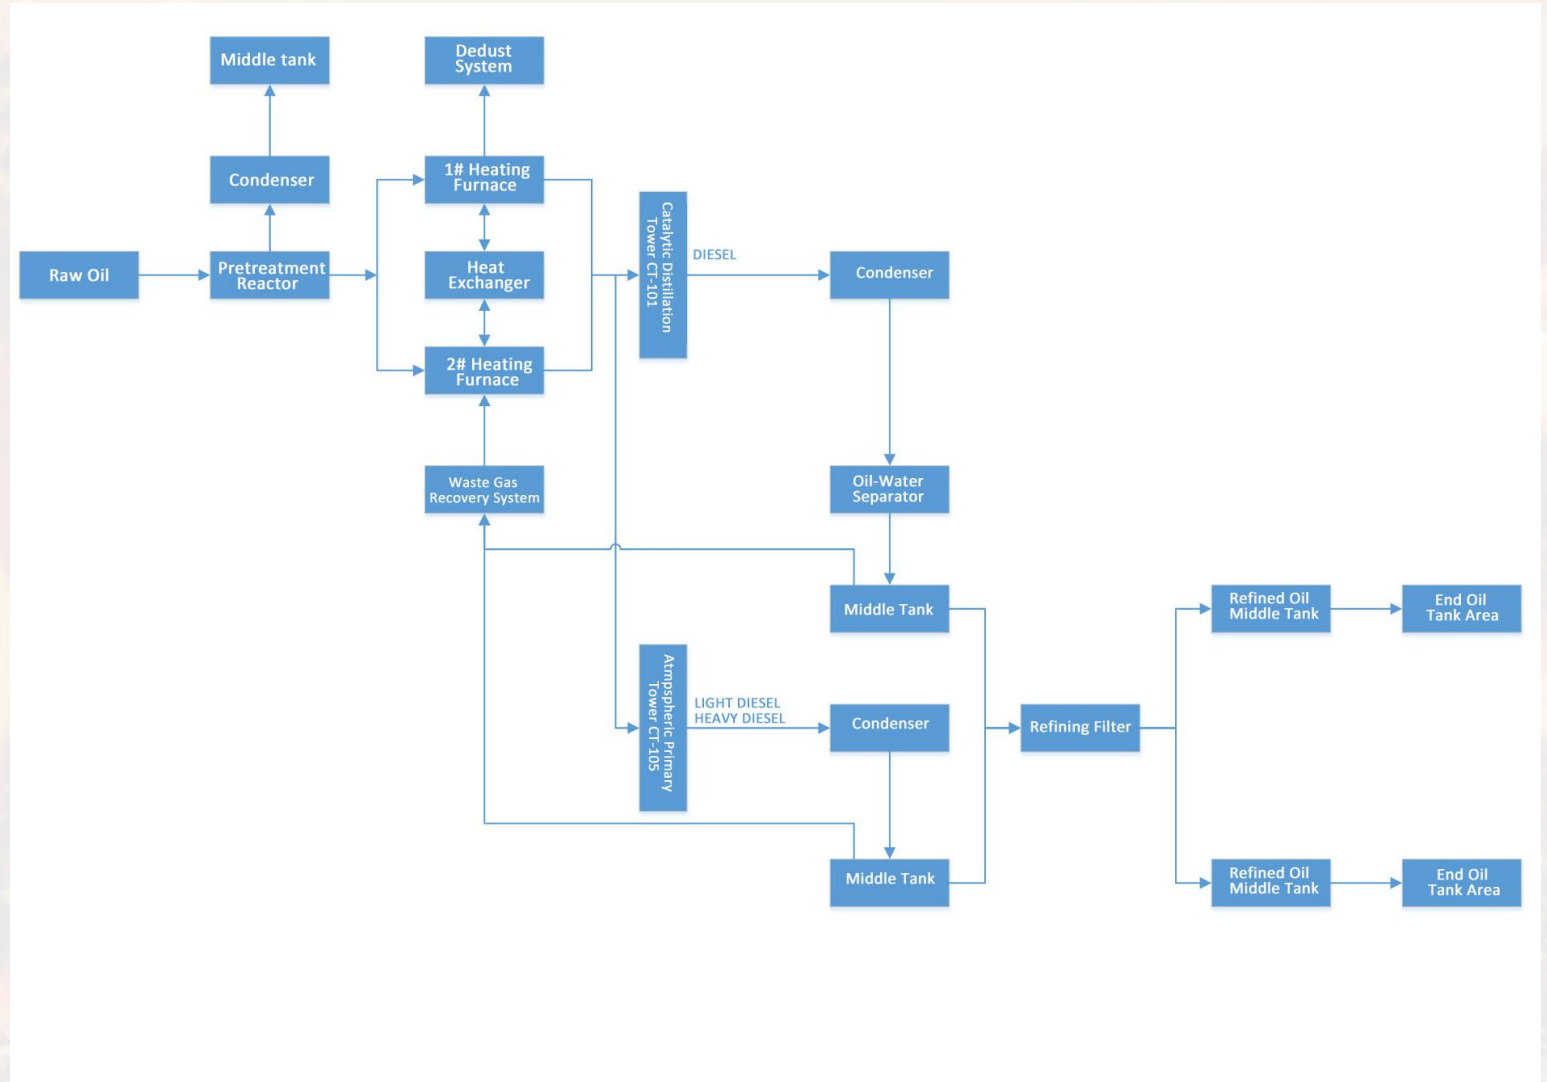 Middle tank
Dedust
System
Condenser
1# Heating
Furnace
Raw Oil
Pretreatment
Reactor
Heat
Exchanger
Catalytic Distillation
Tower CT-101
DIESEL
Condenser
2# Heating
Furnace
Waste Gas
Recovery System
Oil-Water
Separator
Middle Tank
Refined Oil
Middle Tank
End Oil
Tank Area
Atmpspheric Primary
Tower CT-105
LIGHT DIESEL
HEAVY DIESEL
Condenser
Refining Filter
Middle Tank
Refined Oil
Middle Tank
End Oil
Tank Area